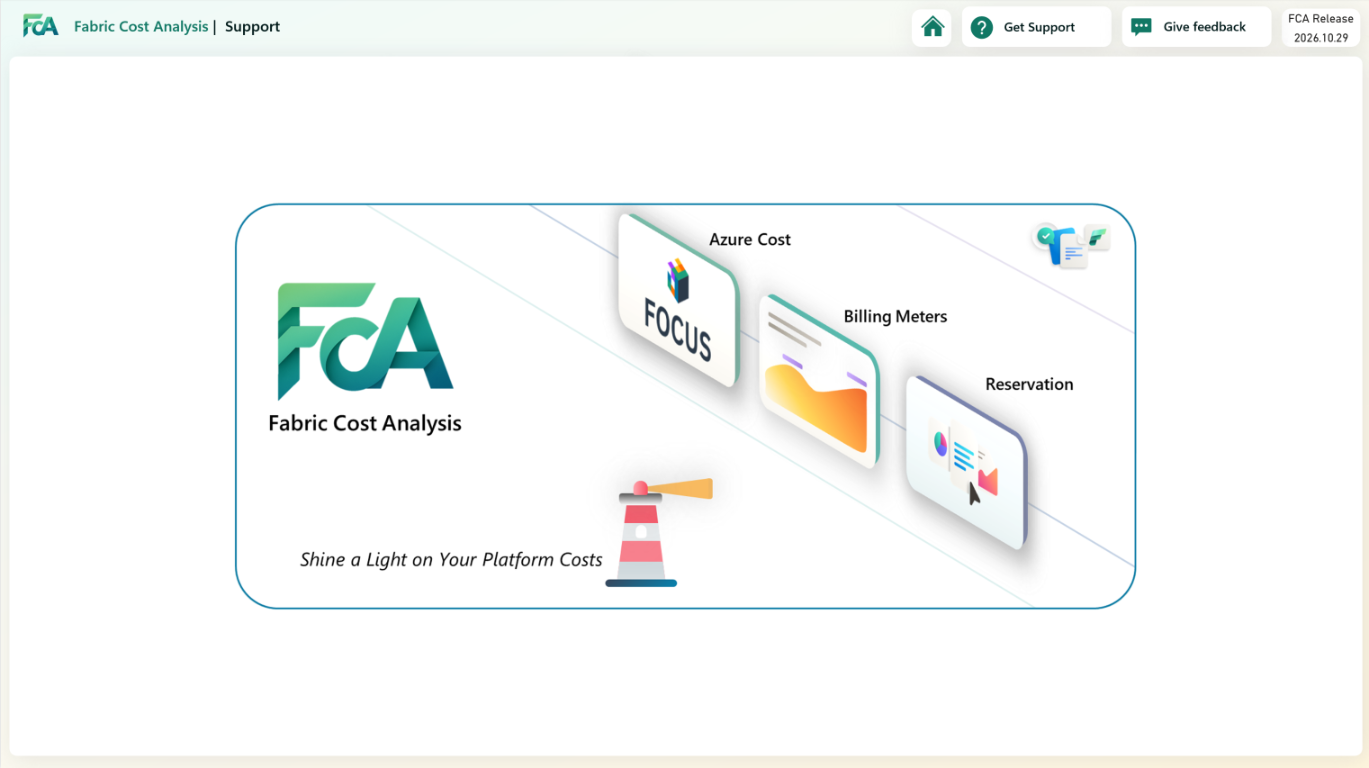 FCA Fabric Cost Analysis | Support
Get Support
Give feedback
FCA Release
2026.10.29
Azure Cost
FOCUS
Billing Meters
Reservation
FCA
Fabric Cost Analysis
Shine a Light on Your Platform Costs